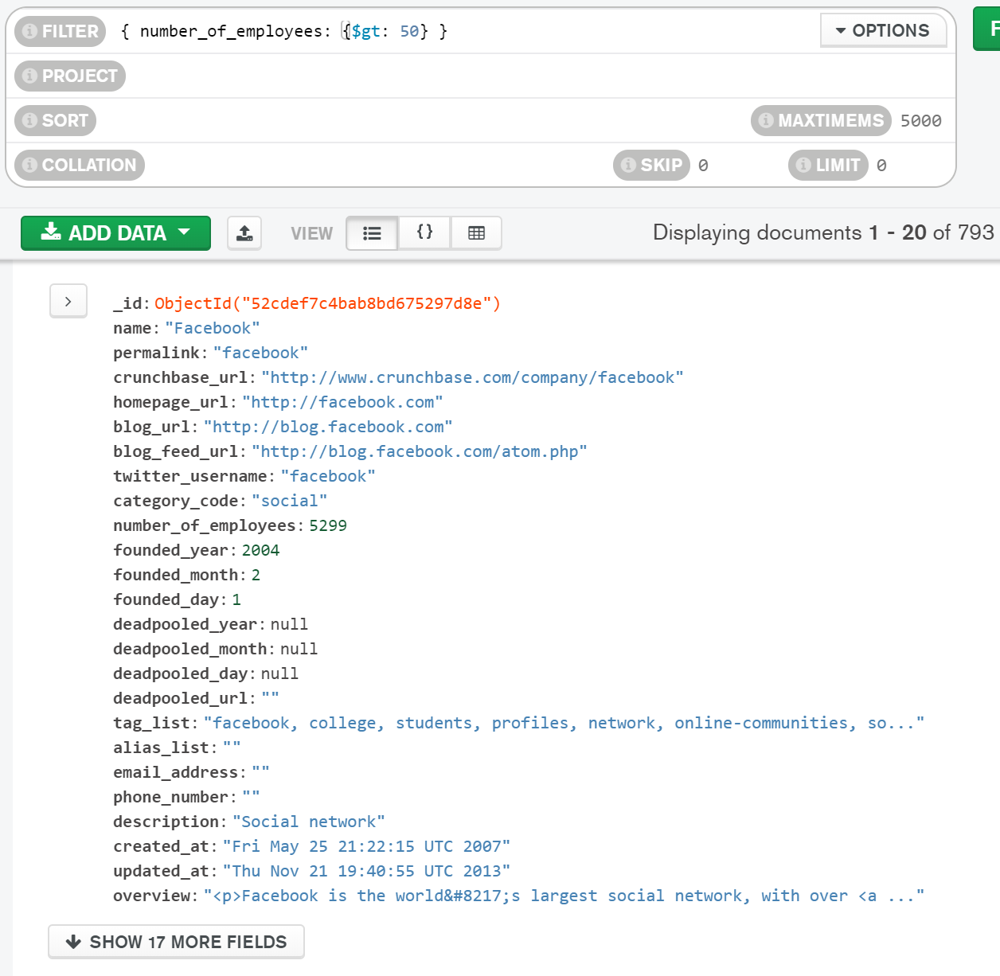 FILTER { number_of_employees: {$gt: 50} } OPTIONS F
PROJECT
SORT MAXTIMEMS 5000
COLLATION SKIP 0 LIMIT 0
ADD DATA VIEW {} Displaying documents 1 - 20 of 793
_id: ObjectId("52cdef7c4bab8bd675297d8e")
name: "Facebook"
permalink: "facebook"
crunchbase_url: "http://www.crunchbase.com/company/facebook"
homepage_url: "http://facebook.com"
blog_url: "http://blog.facebook.com"
blog_feed_url: "http://blog.facebook.com/atom.php"
twitter_username: "facebook"
category_code: "social"
number_of_employees: 5299
founded_year: 2004
founded_month: 2
founded_day: 1
deadpooled_year: null
deadpooled_month: null
deadpooled_day: null
deadpooled_url: ""
tag_list: "facebook, college, students, profiles, network, online-communities, so..."
alias_list: ""
email_address: ""
phone_number: ""
description: "Social network"
created_at: "Fri May 25 21:22:15 UTC 2007"
updated_at: "Thu Nov 21 19:40:55 UTC 2013"
overview: "<p>Facebook is the world&#8217;s largest social network, with over <a ..."
SHOW 17 MORE FIELDS